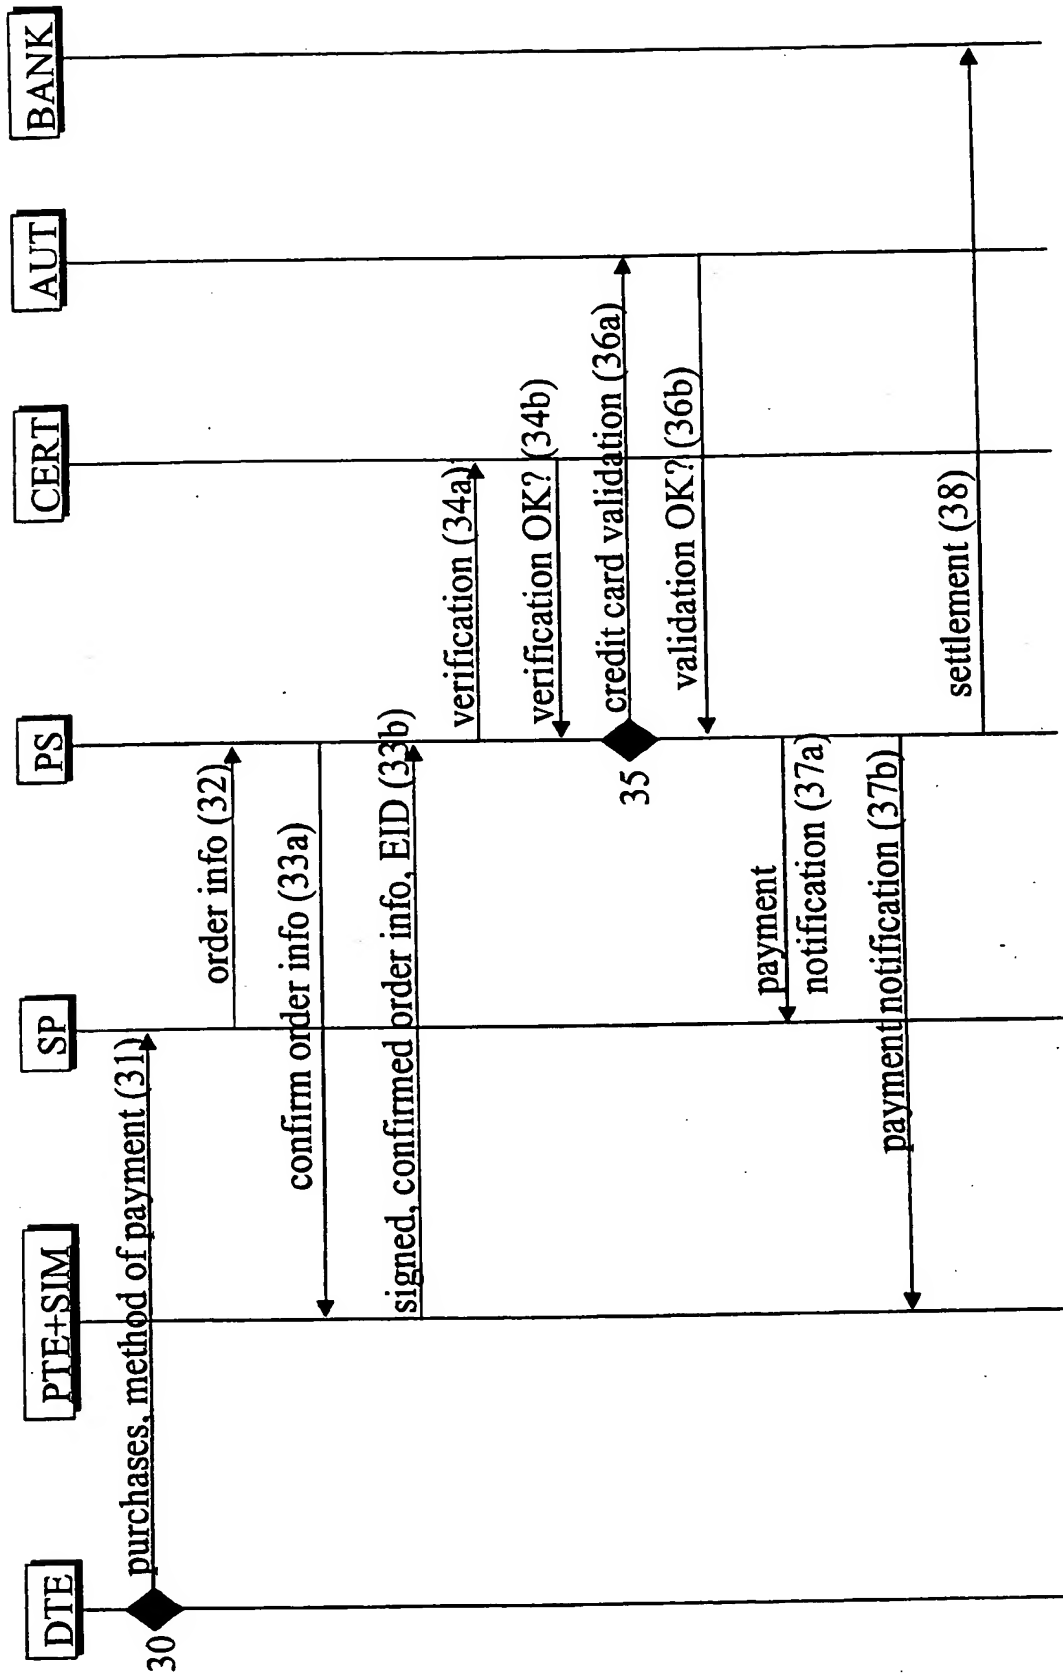 DTE
PTE+SIM
SP
PS
CERT
AUT
BANK
30
purchases, method of payment (31)
order info (32)
confirm order info (33a)
signed, confirmed order info, EID (33b)
verification (34a)
verification OK? (34b)
35
credit card validation (36a)
validation OK? (36b)
payment
notification (37a)
payment notification (37b)
settlement (38)